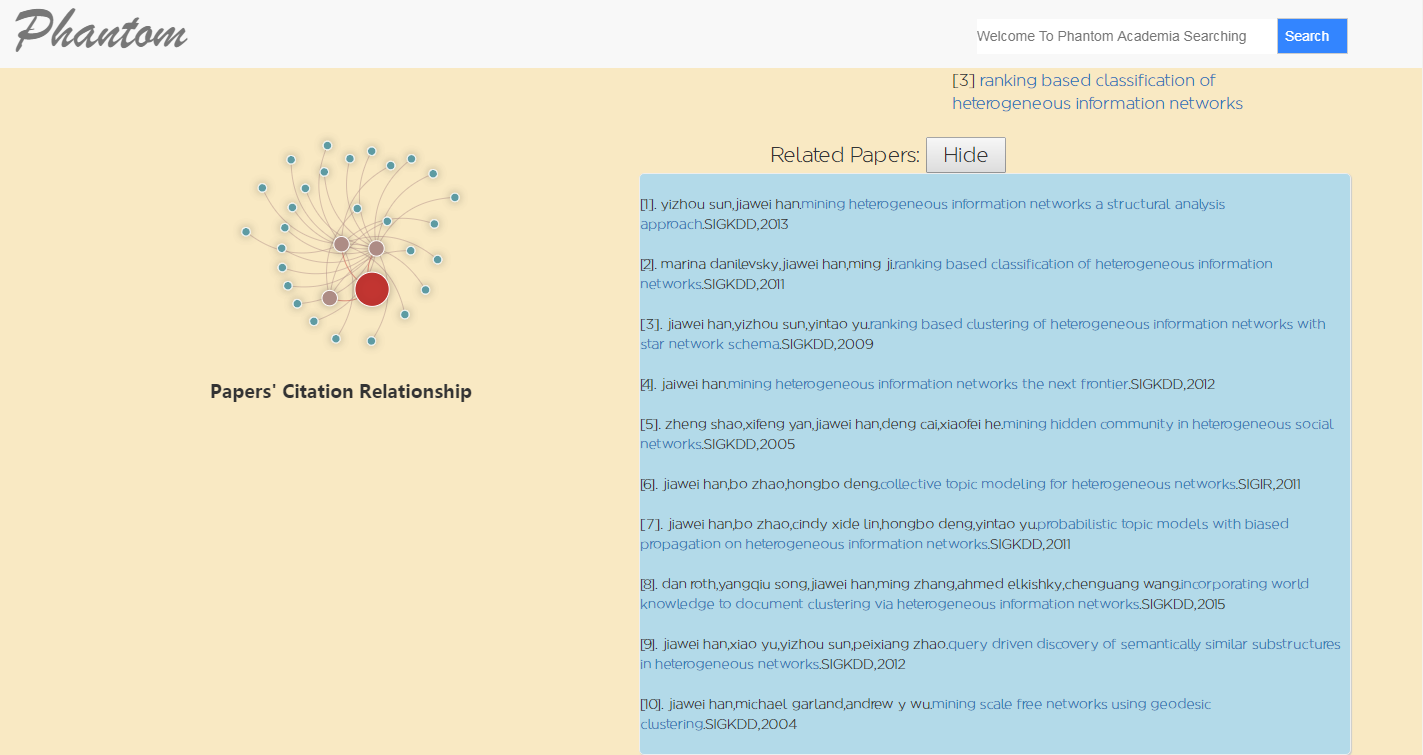 Phantom
Welcome To Phantom Academia Searching
Search
[3] ranking based classification of
heterogeneous information networks
Related Papers: Hide
[1]. yizhou sun,jiawei han.mining heterogeneous information networks a structural analysis
approach.SIGKDD,2013
[2]. marina danilevsky,jiawei han,ming ji.ranking based classification of heterogeneous information
networks.SIGKDD,2011
[3]. jiawei han,yizhou sun,yintao yu.ranking based clustering of heterogeneous information networks with
star network schema.SIGKDD,2009
[4]. jaiwei han.mining heterogeneous information networks the next frontier.SIGKDD,2012
[5]. zheng shao,xifeng yan,jiawei han,deng cai,xiaofei he.mining hidden community in heterogeneous social
networks.SIGKDD,2005
[6]. jiawei han,bo zhao,hongbo deng.collective topic modeling for heterogeneous networks.SIGIR,2011
[7]. jiawei han,bo zhao,cindy xide lin,hongbo deng,yintao yu.probabilistic topic models with biased
propagation on heterogeneous information networks.SIGKDD,2011
[8]. dan roth,yangqiu song,jiawei han,ming zhang,ahmed elkishky,chenguang wang.incorporating world
knowledge to document clustering via heterogeneous information networks.SIGKDD,2015
[9]. jiawei han,xiao yu,yizhou sun,peixiang zhao.query driven discovery of semantically similar substructures
in heterogeneous networks.SIGKDD,2012
[10]. jiawei han,michael garland,andrew y wu.mining scale free networks using geodesic
clustering.SIGKDD,2004
Papers' Citation Relationship